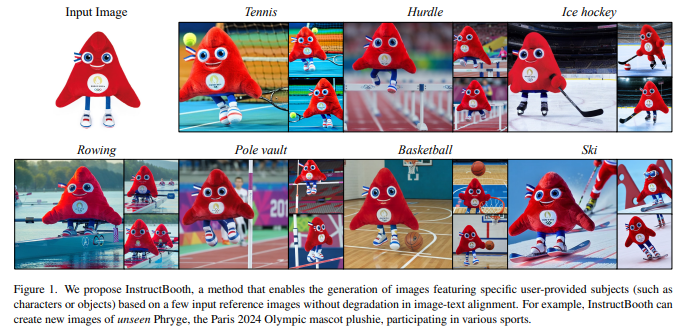 Input Image
Tennis
Hurdle
Ice hockey
Rowing
Pole vault
Basketball
Ski
Figure 1. We propose InstructBooth, a method that enables the generation of images featuring specific user-provided subjects (such as
characters or objects) based on a few input reference images without degradation in image-text alignment. For example, InstructBooth can
create new images of unseen Phryge, the Paris 2024 Olympic mascot plushie, participating in various sports.